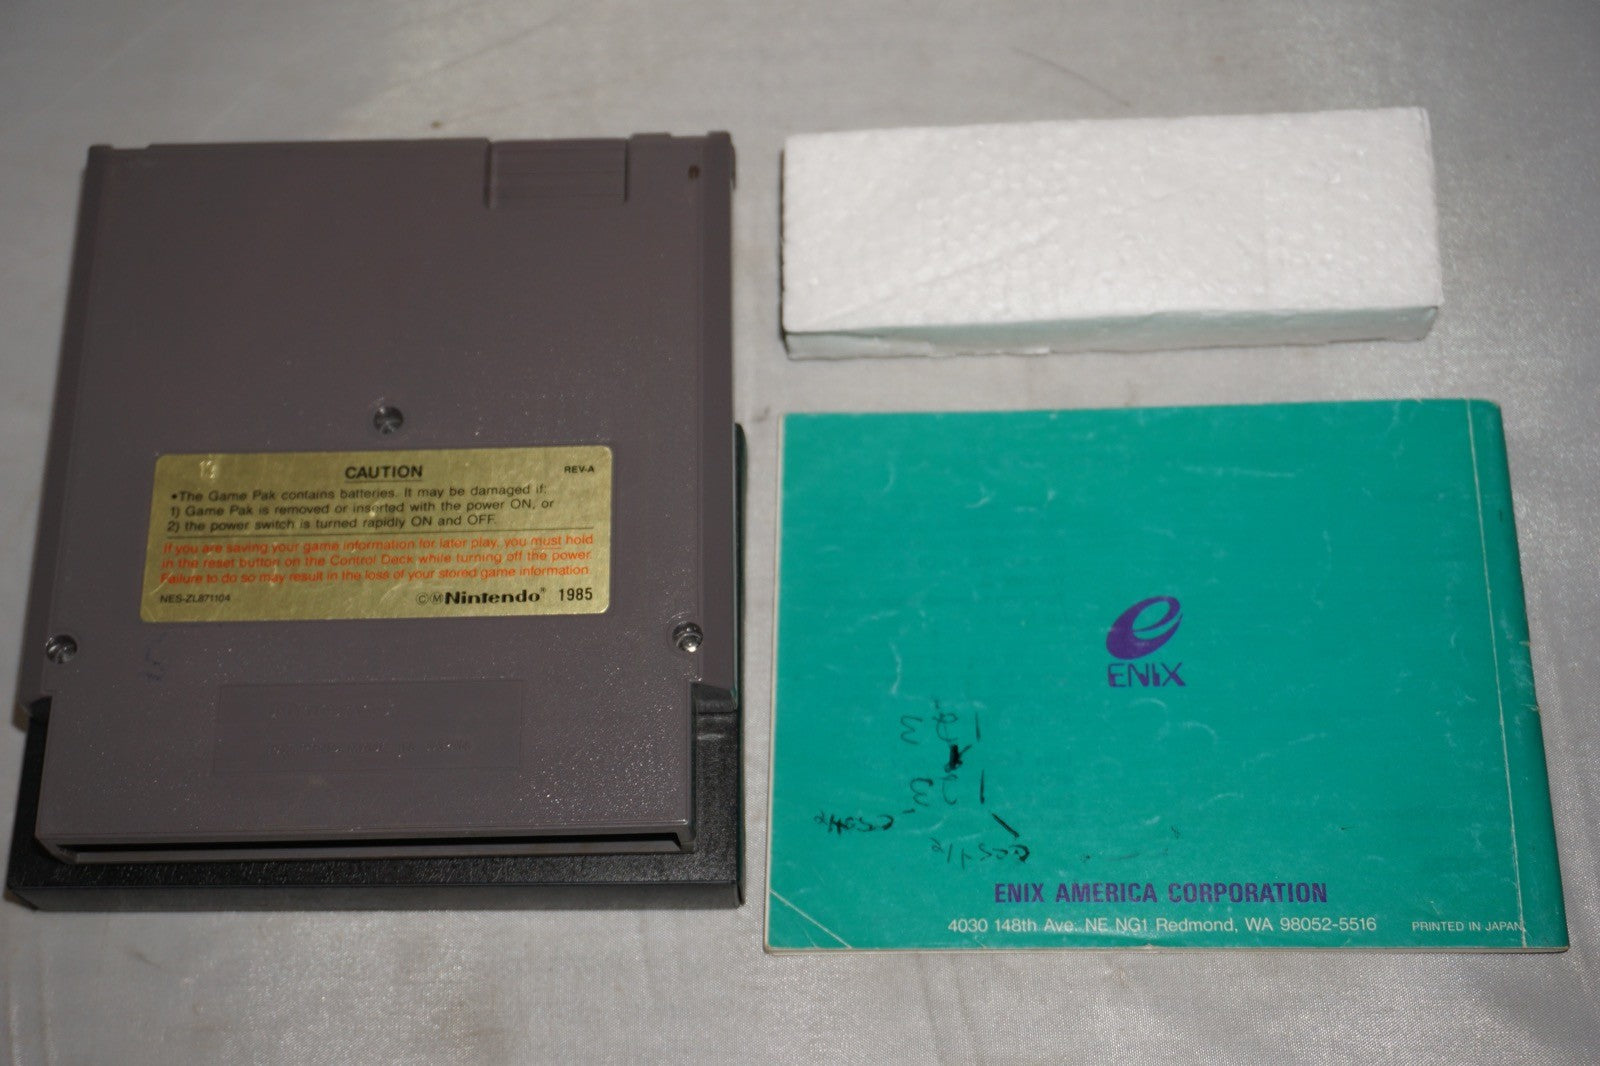 12
CAUTION
REV-A
•The Game Pak contains batteries. It may be damaged if:
1) Game Pak is removed or inserted with the power ON, or
2) the power switch is turned rapidly ON and OFF.
If you are saving your game information for later play, you must hold
in the reset button on the Control Deck while turning off the power.
Failure to do so may result in the loss of your stored game information.
NES-ZL871104
©Ⓜ Nintendo® 1985
e
ENIX
ENIX AMERICA CORPORATION
4030 148th Ave. NE NG1 Redmond, WA 98052-5516
PRINTED IN JAPAN